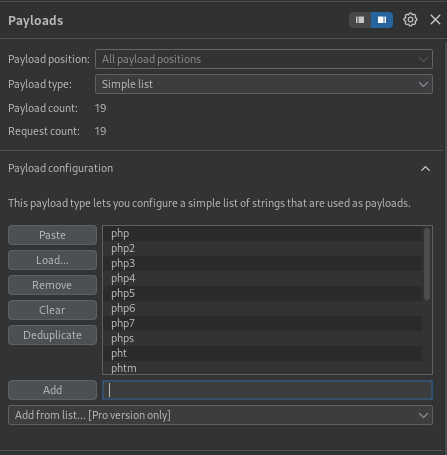 Payloads
Payload position: All payload positions
Payload type: Simple list
Payload count: 19
Request count: 19
Payload configuration
This payload type lets you configure a simple list of strings that are used as payloads.
Paste
Load...
Remove
Clear
Deduplicate
php
php2
php3
php4
php5
php6
php7
phps
pht
phtm
Add
Add from list... [Pro version only]